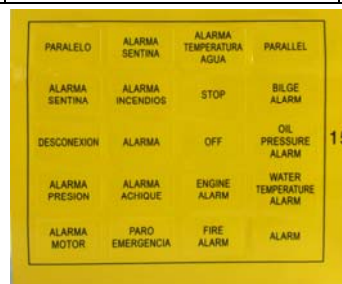 PARALELO
ALARMA
SENTINA
ALARMA
TEMPERATURA
AGUA
PARALLEL
ALARMA
SENTINA
ALARMA
INCENDIOS
STOP
BILGE
ALARM
DESCONEXION
ALARMA
OFF
OIL
PRESSURE
ALARM
ALARMA
PRESION
ALARMA
ACHIQUE
ENGINE
ALARM
WATER
TEMPERATURE
ALARM
ALARMA
MOTOR
PARO
EMERGENCIA
FIRE
ALARM
ALARM